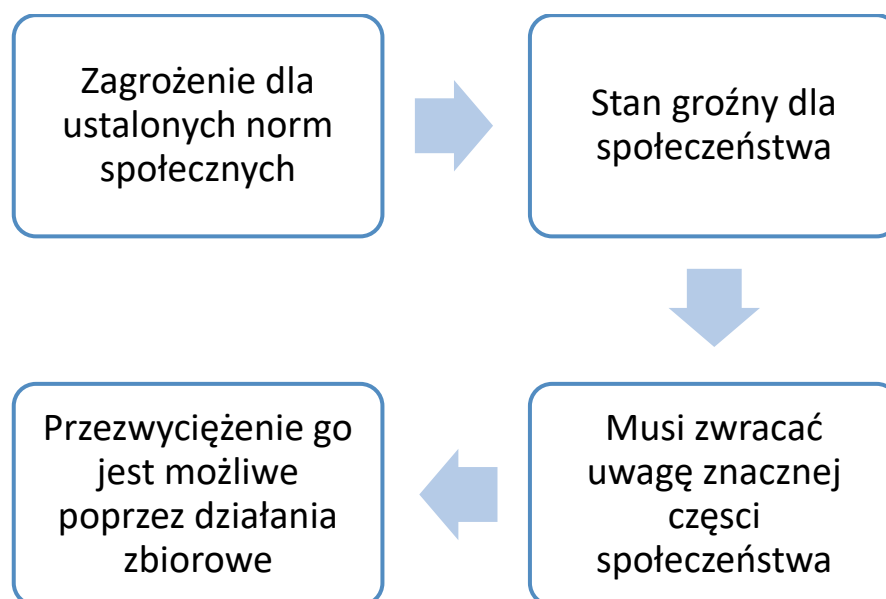 Zagrożenie dla
ustalonych norm
społecznych
Stan groźny dla
społeczeństwa
Musi zwracać
uwagę znacznej
częsci
społeczeństwa
Przezwyciężenie go
jest możliwe
poprzez działania
zbiorowe